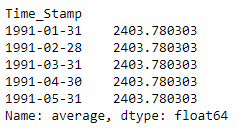 Time_Stamp
1991-01-31    2403.780303
1991-02-28    2403.780303
1991-03-31    2403.780303
1991-04-30    2403.780303
1991-05-31    2403.780303
Name: average, dtype: float64